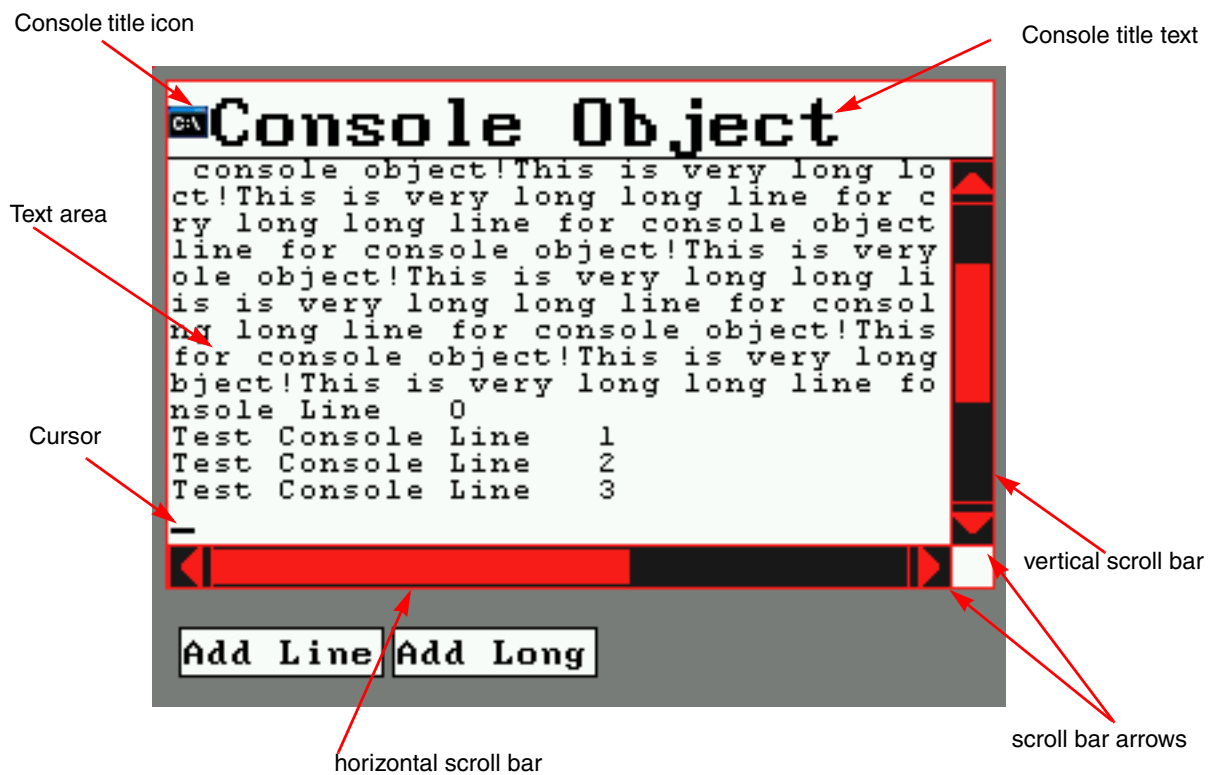 Console title icon
Console title text
C:\
Console Object
console object!This is very long lo
ct!This is very long long line for c
ry long long line for console object
Text area
line for console object!This is very
ole object!This is very long long li
is is very long long line for consol
ng long line for console object!This
for console object!This is very long
bject!This is very long long line fo
nsole Line 0
Cursor
Test Console Line 1
Test Console Line 2
Test Console Line 3
vertical scroll bar
Add Line
Add Long
scroll bar arrows
horizontal scroll bar